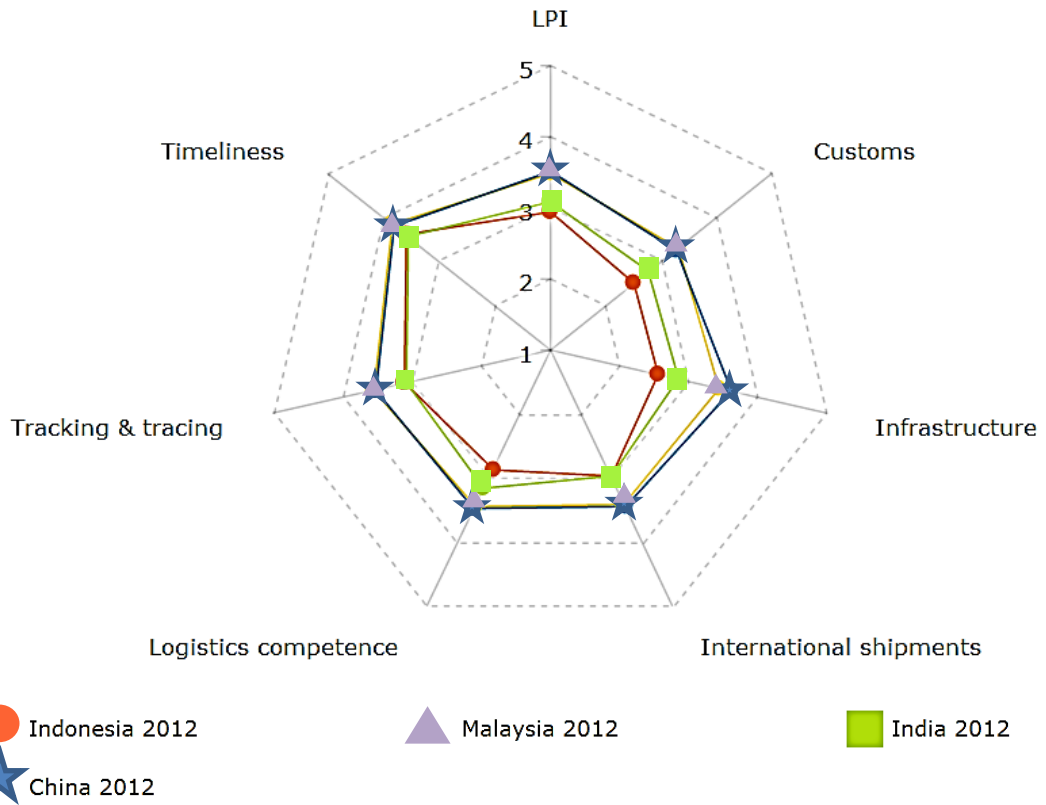 LPI
5
Timeliness
4
Customs
3
2
1
Tracking & tracing
Infrastructure
Logistics competence
International shipments
Indonesia 2012
Malaysia 2012
India 2012
China 2012